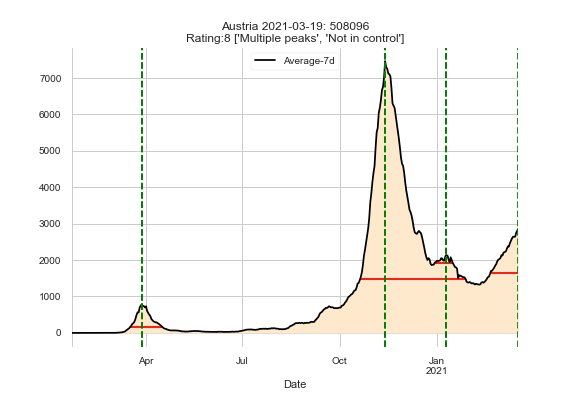 Austria 2021-03-19: 508096
Rating:8 ['Multiple peaks', 'Not in control']
Average-7d
7000
6000
5000
4000
3000
2000
1000
0
Apr
Jul
Oct
Jan
2021
Date